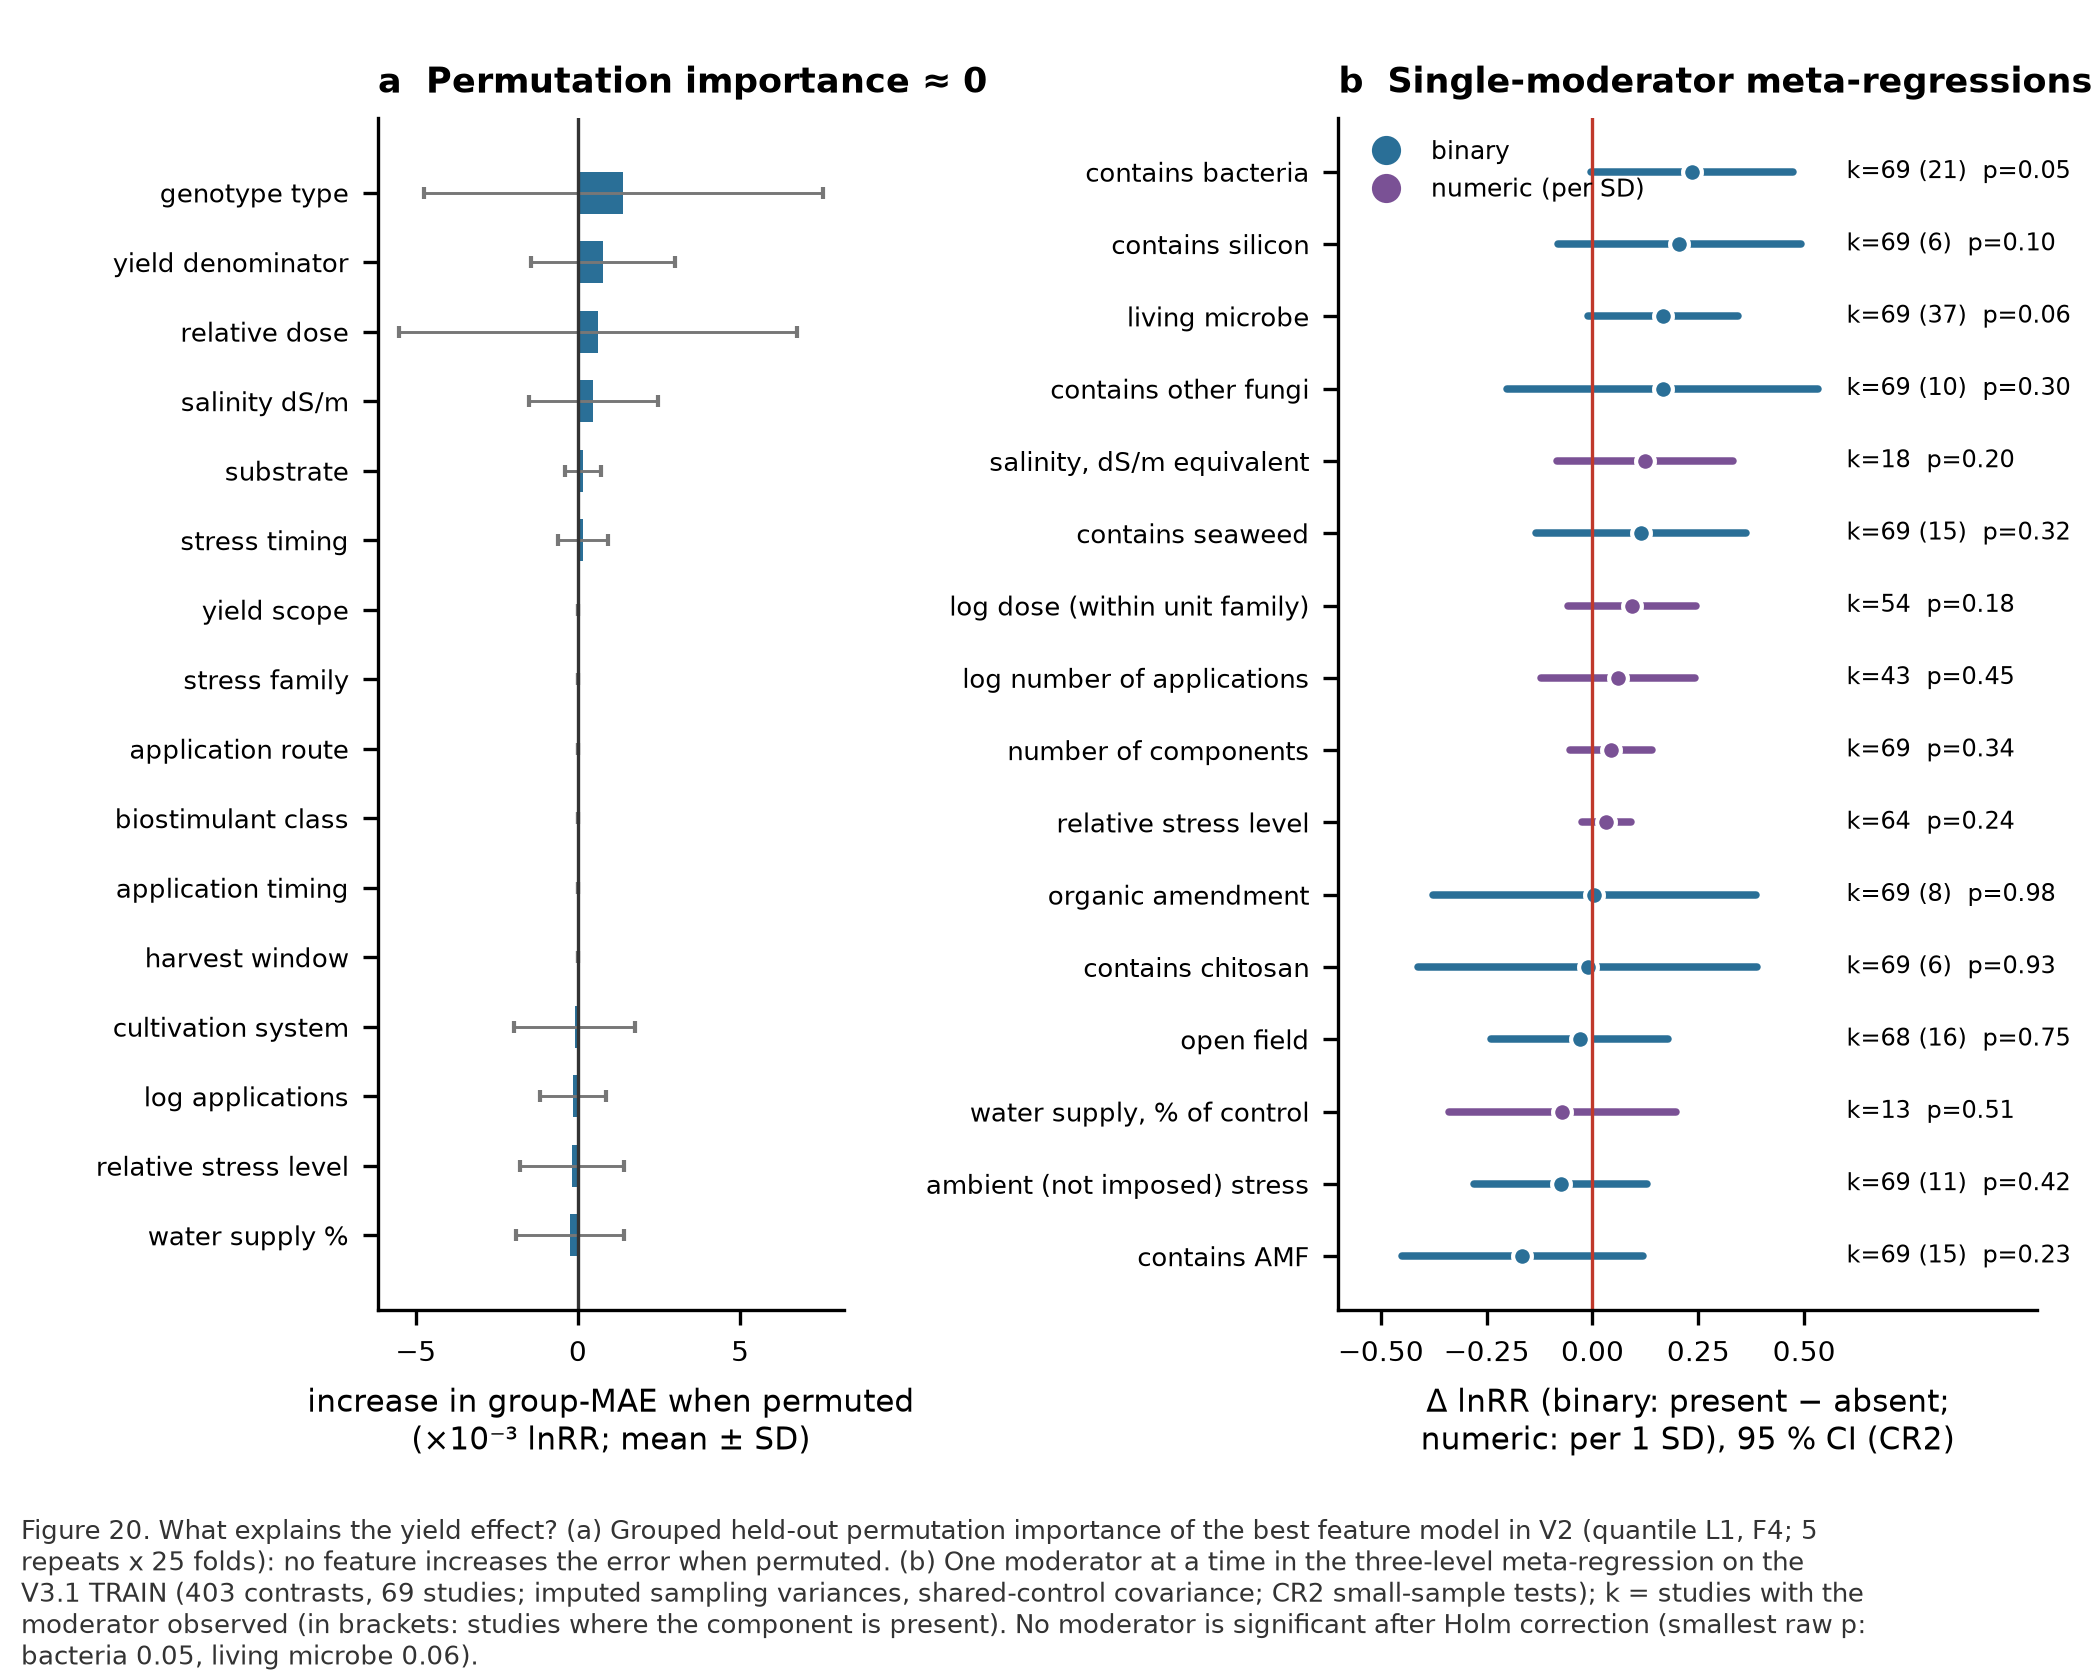 a  Permutation importance ≈ 0
genotype type
yield denominator
relative dose
salinity dS/m
substrate
stress timing
yield scope
stress family
application route
biostimulant class
application timing
harvest window
cultivation system
log applications
relative stress level
water supply %
−5  0  5
increase in group-MAE when permuted
(×10⁻³ lnRR; mean ± SD)
b  Single-moderator meta-regressions
binary
numeric (per SD)
contains bacteria  k=69 (21)  p=0.05
contains silicon  k=69 (6)  p=0.10
living microbe  k=69 (37)  p=0.06
contains other fungi  k=69 (10)  p=0.30
salinity, dS/m equivalent  k=18  p=0.20
contains seaweed  k=69 (15)  p=0.32
log dose (within unit family)  k=54  p=0.18
log number of applications  k=43  p=0.45
number of components  k=69  p=0.34
relative stress level  k=64  p=0.24
organic amendment  k=69 (8)  p=0.98
contains chitosan  k=69 (6)  p=0.93
open field  k=68 (16)  p=0.75
water supply, % of control  k=13  p=0.51
ambient (not imposed) stress  k=69 (11)  p=0.42
contains AMF  k=69 (15)  p=0.23
−0.50  −0.25  0.00  0.25  0.50
Δ lnRR (binary: present − absent;
numeric: per 1 SD), 95 % CI (CR2)
Figure 20. What explains the yield effect? (a) Grouped held-out permutation importance of the best feature model in V2 (quantile L1, F4; 5
repeats x 25 folds): no feature increases the error when permuted. (b) One moderator at a time in the three-level meta-regression on the
V3.1 TRAIN (403 contrasts, 69 studies; imputed sampling variances, shared-control covariance; CR2 small-sample tests); k = studies with the
moderator observed (in brackets: studies where the component is present). No moderator is significant after Holm correction (smallest raw p:
bacteria 0.05, living microbe 0.06).